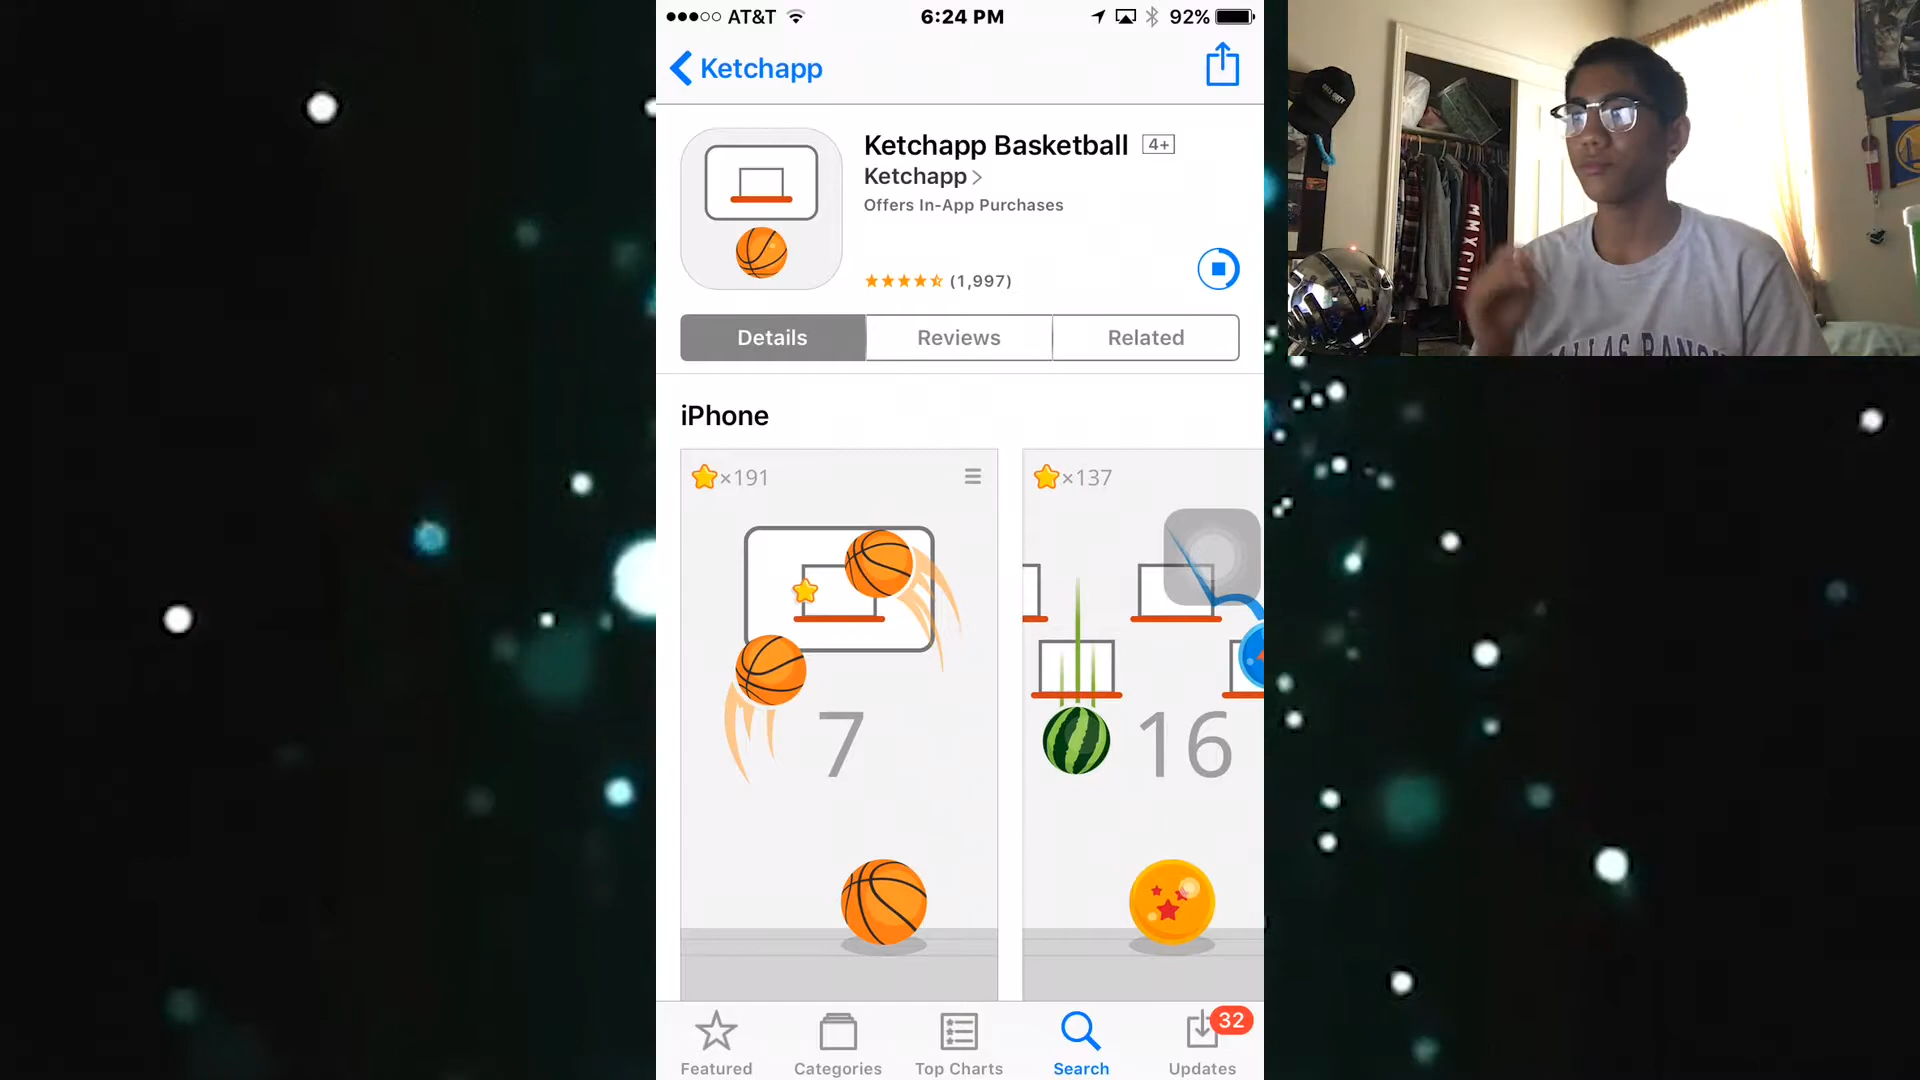 AT&T 6:24 PM 92%
Ketchapp
Ketchapp Basketball 4+
Ketchapp >
Offers In-App Purchases
(1,997)
Details Reviews Related
iPhone
×191
×137
7
16
MMXCIII
Featured Categories Top Charts Search Updates
32